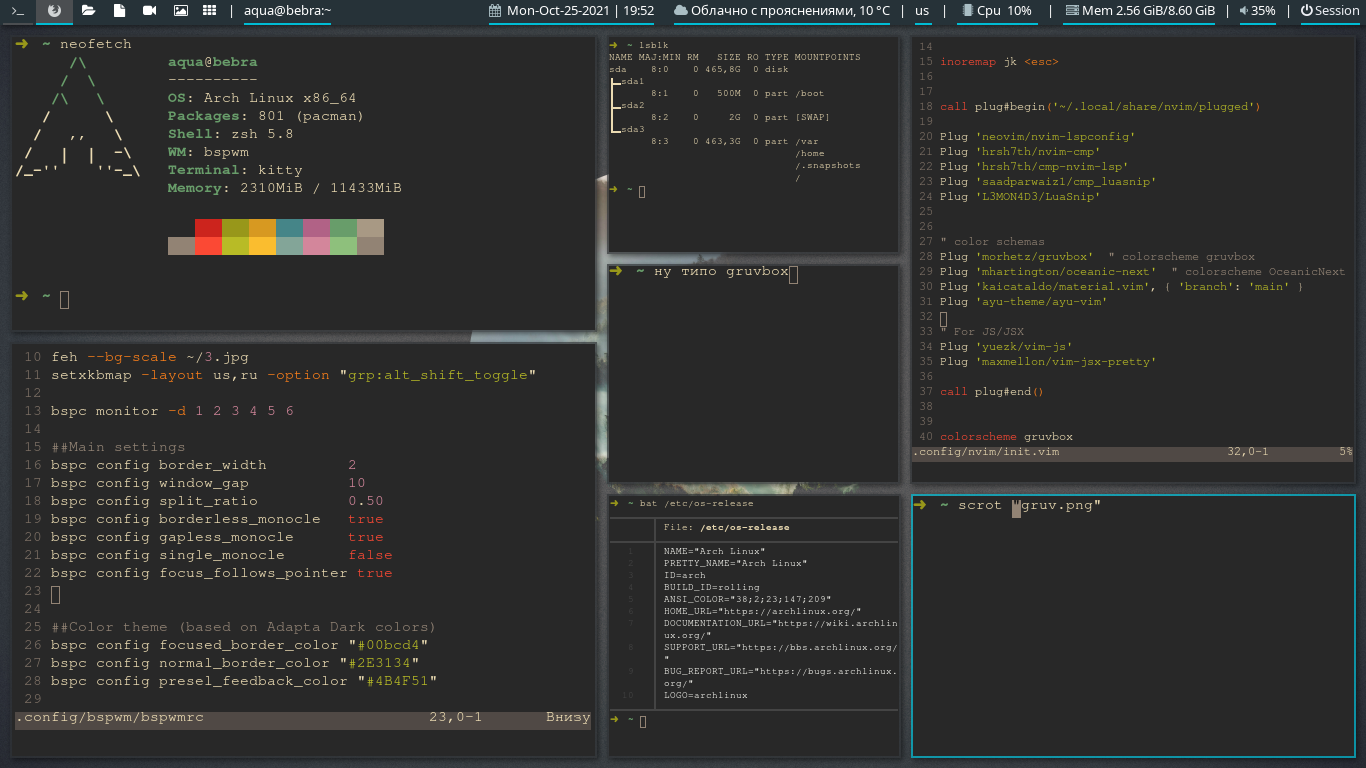 >_ | aqua@bebra:~ Mon-Oct-25-2021 | 19:52 Облачно с прояснениями, 10 °C | us | Cpu 10% | Mem 2.56 GiB/8.60 GiB | 35% | Session
➜ ~ neofetch
/\
/ \
/\ \
/ \
/ ,, \
/ | | -\
/_-'' ''-_\
aqua@bebra
----------
OS: Arch Linux x86_64
Packages: 801 (pacman)
Shell: zsh 5.8
WM: bspwm
Terminal: kitty
Memory: 2310MiB / 11433MiB
➜ ~
10 feh --bg-scale ~/3.jpg
11 setxkbmap -layout us,ru -option "grp:alt_shift_toggle"
12
13 bspc monitor -d 1 2 3 4 5 6
14
15 ##Main settings
16 bspc config border_width 2
17 bspc config window_gap 10
18 bspc config split_ratio 0.50
19 bspc config borderless_monocle true
20 bspc config gapless_monocle true
21 bspc config single_monocle false
22 bspc config focus_follows_pointer true
23
24
25 ##Color theme (based on Adapta Dark colors)
26 bspc config focused_border_color "#00bcd4"
27 bspc config normal_border_color "#2E3134"
28 bspc config presel_feedback_color "#4B4F51"
29
.config/bspwm/bspwmrc 23,0-1 Внизу
➜ ~ lsblk
NAME MAJ:MIN RM SIZE RO TYPE MOUNTPOINTS
sda 8:0 0 465,8G 0 disk
├─sda1
8:1 0 500M 0 part /boot
├─sda2
8:2 0 2G 0 part [SWAP]
└─sda3
8:3 0 463,3G 0 part /var
/home
/.snapshots
/
➜ ~
➜ ~ ну типо gruvbox
➜ ~ bat /etc/os-release
File: /etc/os-release
1 NAME="Arch Linux"
2 PRETTY_NAME="Arch Linux"
3 ID=arch
4 BUILD_ID=rolling
5 ANSI_COLOR="38;2;23;147;209"
6 HOME_URL="https://archlinux.org/"
7 DOCUMENTATION_URL="https://wiki.archlin
ux.org/"
8 SUPPORT_URL="https://bbs.archlinux.org/
"
9 BUG_REPORT_URL="https://bugs.archlinux.
org/"
10 LOGO=archlinux
➜ ~
14
15 inoremap jk <esc>
16
17
18 call plug#begin('~/.local/share/nvim/plugged')
19
20 Plug 'neovim/nvim-lspconfig'
21 Plug 'hrsh7th/nvim-cmp'
22 Plug 'hrsh7th/cmp-nvim-lsp'
23 Plug 'saadparwaiz1/cmp_luasnip'
24 Plug 'L3MON4D3/LuaSnip'
25
26
27 " color schemas
28 Plug 'morhetz/gruvbox' " colorscheme gruvbox
29 Plug 'mhartington/oceanic-next' " colorscheme OceanicNext
30 Plug 'kaicataldo/material.vim', { 'branch': 'main' }
31 Plug 'ayu-theme/ayu-vim'
32
33 " For JS/JSX
34 Plug 'yuezk/vim-js'
35 Plug 'maxmellon/vim-jsx-pretty'
36
37 call plug#end()
38
39
40 colorscheme gruvbox
.config/nvim/init.vim 32,0-1 5%
➜ ~ scrot "gruv.png"